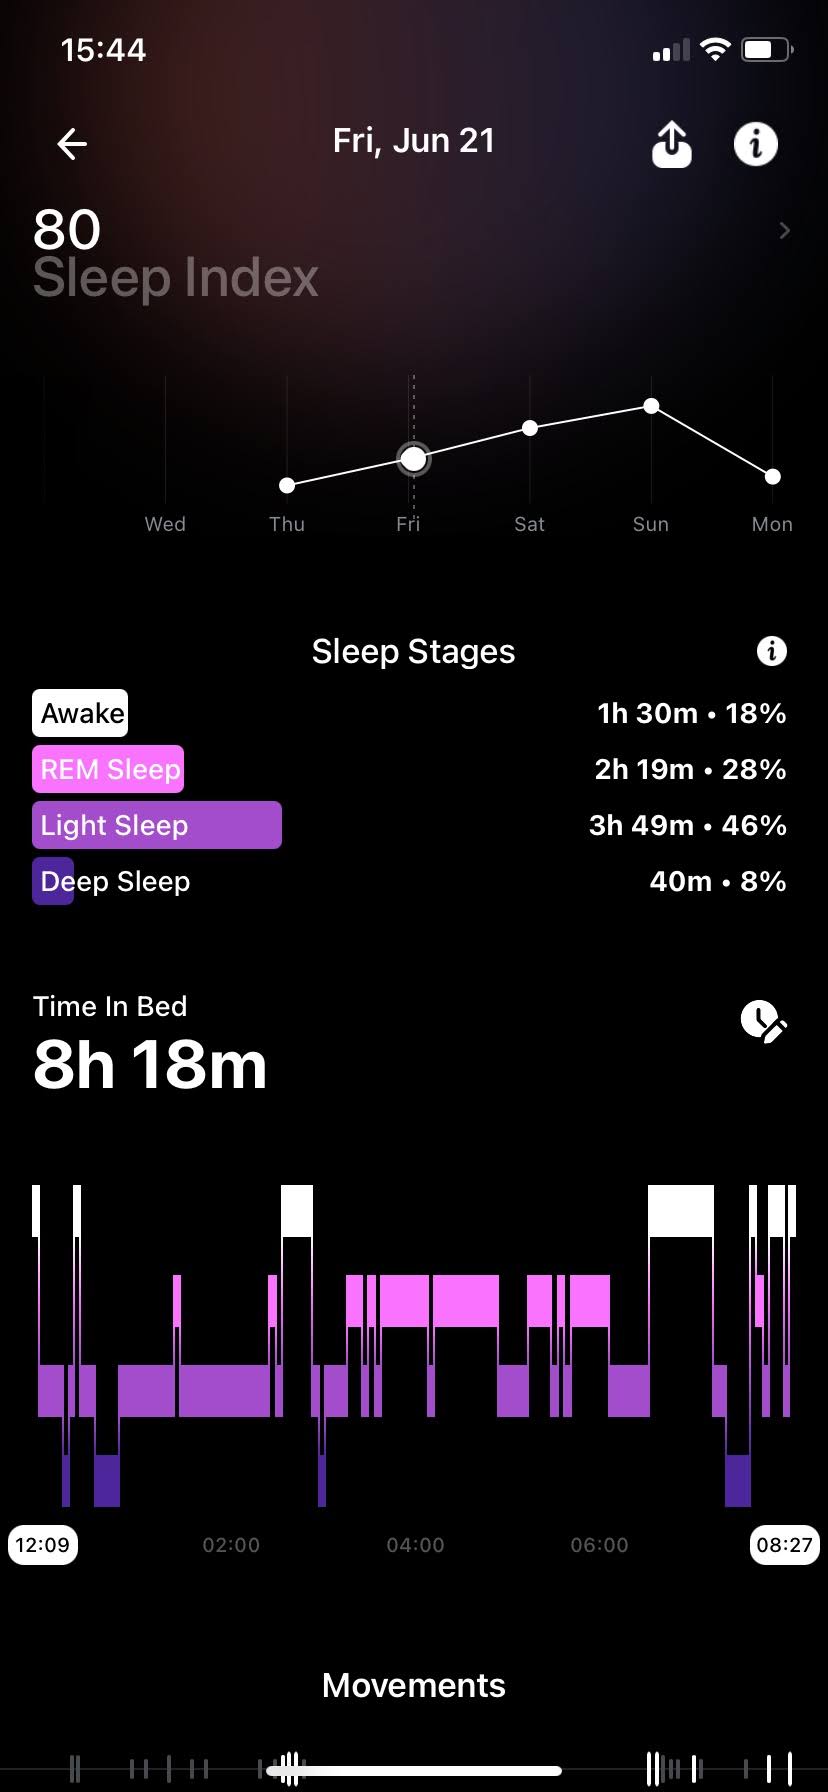 15:44
Fri, Jun 21
80
Sleep Index
Wed Thu Fri Sat Sun Mon
Sleep Stages
Awake 1h 30m • 18%
REM Sleep 2h 19m • 28%
Light Sleep 3h 49m • 46%
Deep Sleep 40m • 8%
Time In Bed
8h 18m
12:09 02:00 04:00 06:00 08:27
Movements